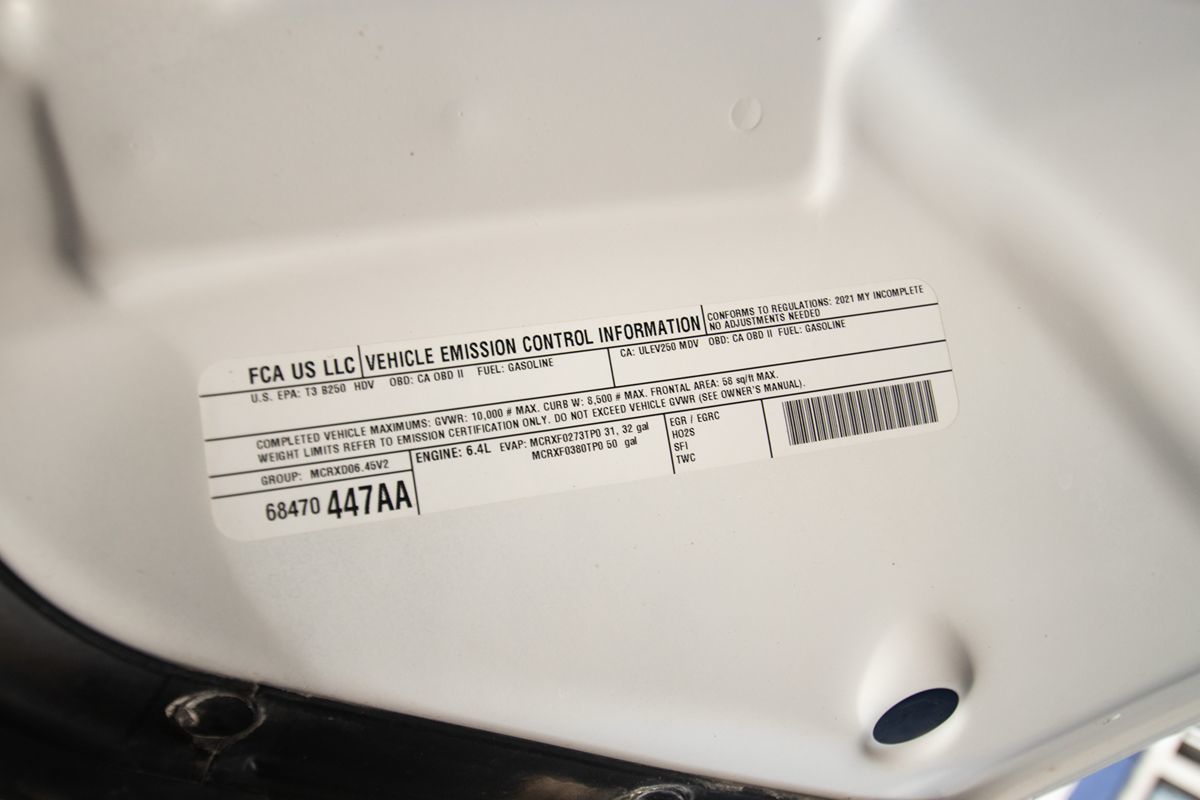 FCA US LLC VEHICLE EMISSION CONTROL INFORMATION
CONFORMS TO REGULATIONS: 2021 MY INCOMPLETE
NO ADJUSTMENTS NEEDED
U.S. EPA: T3 B250 HDV OBD: CA OBD II FUEL: GASOLINE
CA: ULEV250 MDV OBD: CA OBD II FUEL: GASOLINE
COMPLETED VEHICLE MAXIMUMS: GVWR: 10,000 # MAX. CURB W: 8,500 # MAX. FRONTAL AREA: 58 sq/ft MAX.
WEIGHT LIMITS REFER TO EMISSION CERTIFICATION ONLY. DO NOT EXCEED VEHICLE GVWR (SEE OWNER'S MANUAL).
GROUP: MCRXD06.45V2
68470 447AA
ENGINE: 6.4L EVAP: MCRXF0273TP0 31, 32 gal
MCRXF0380TP0 50 gal
EGR / EGRC
HO2S
SFI
TWC